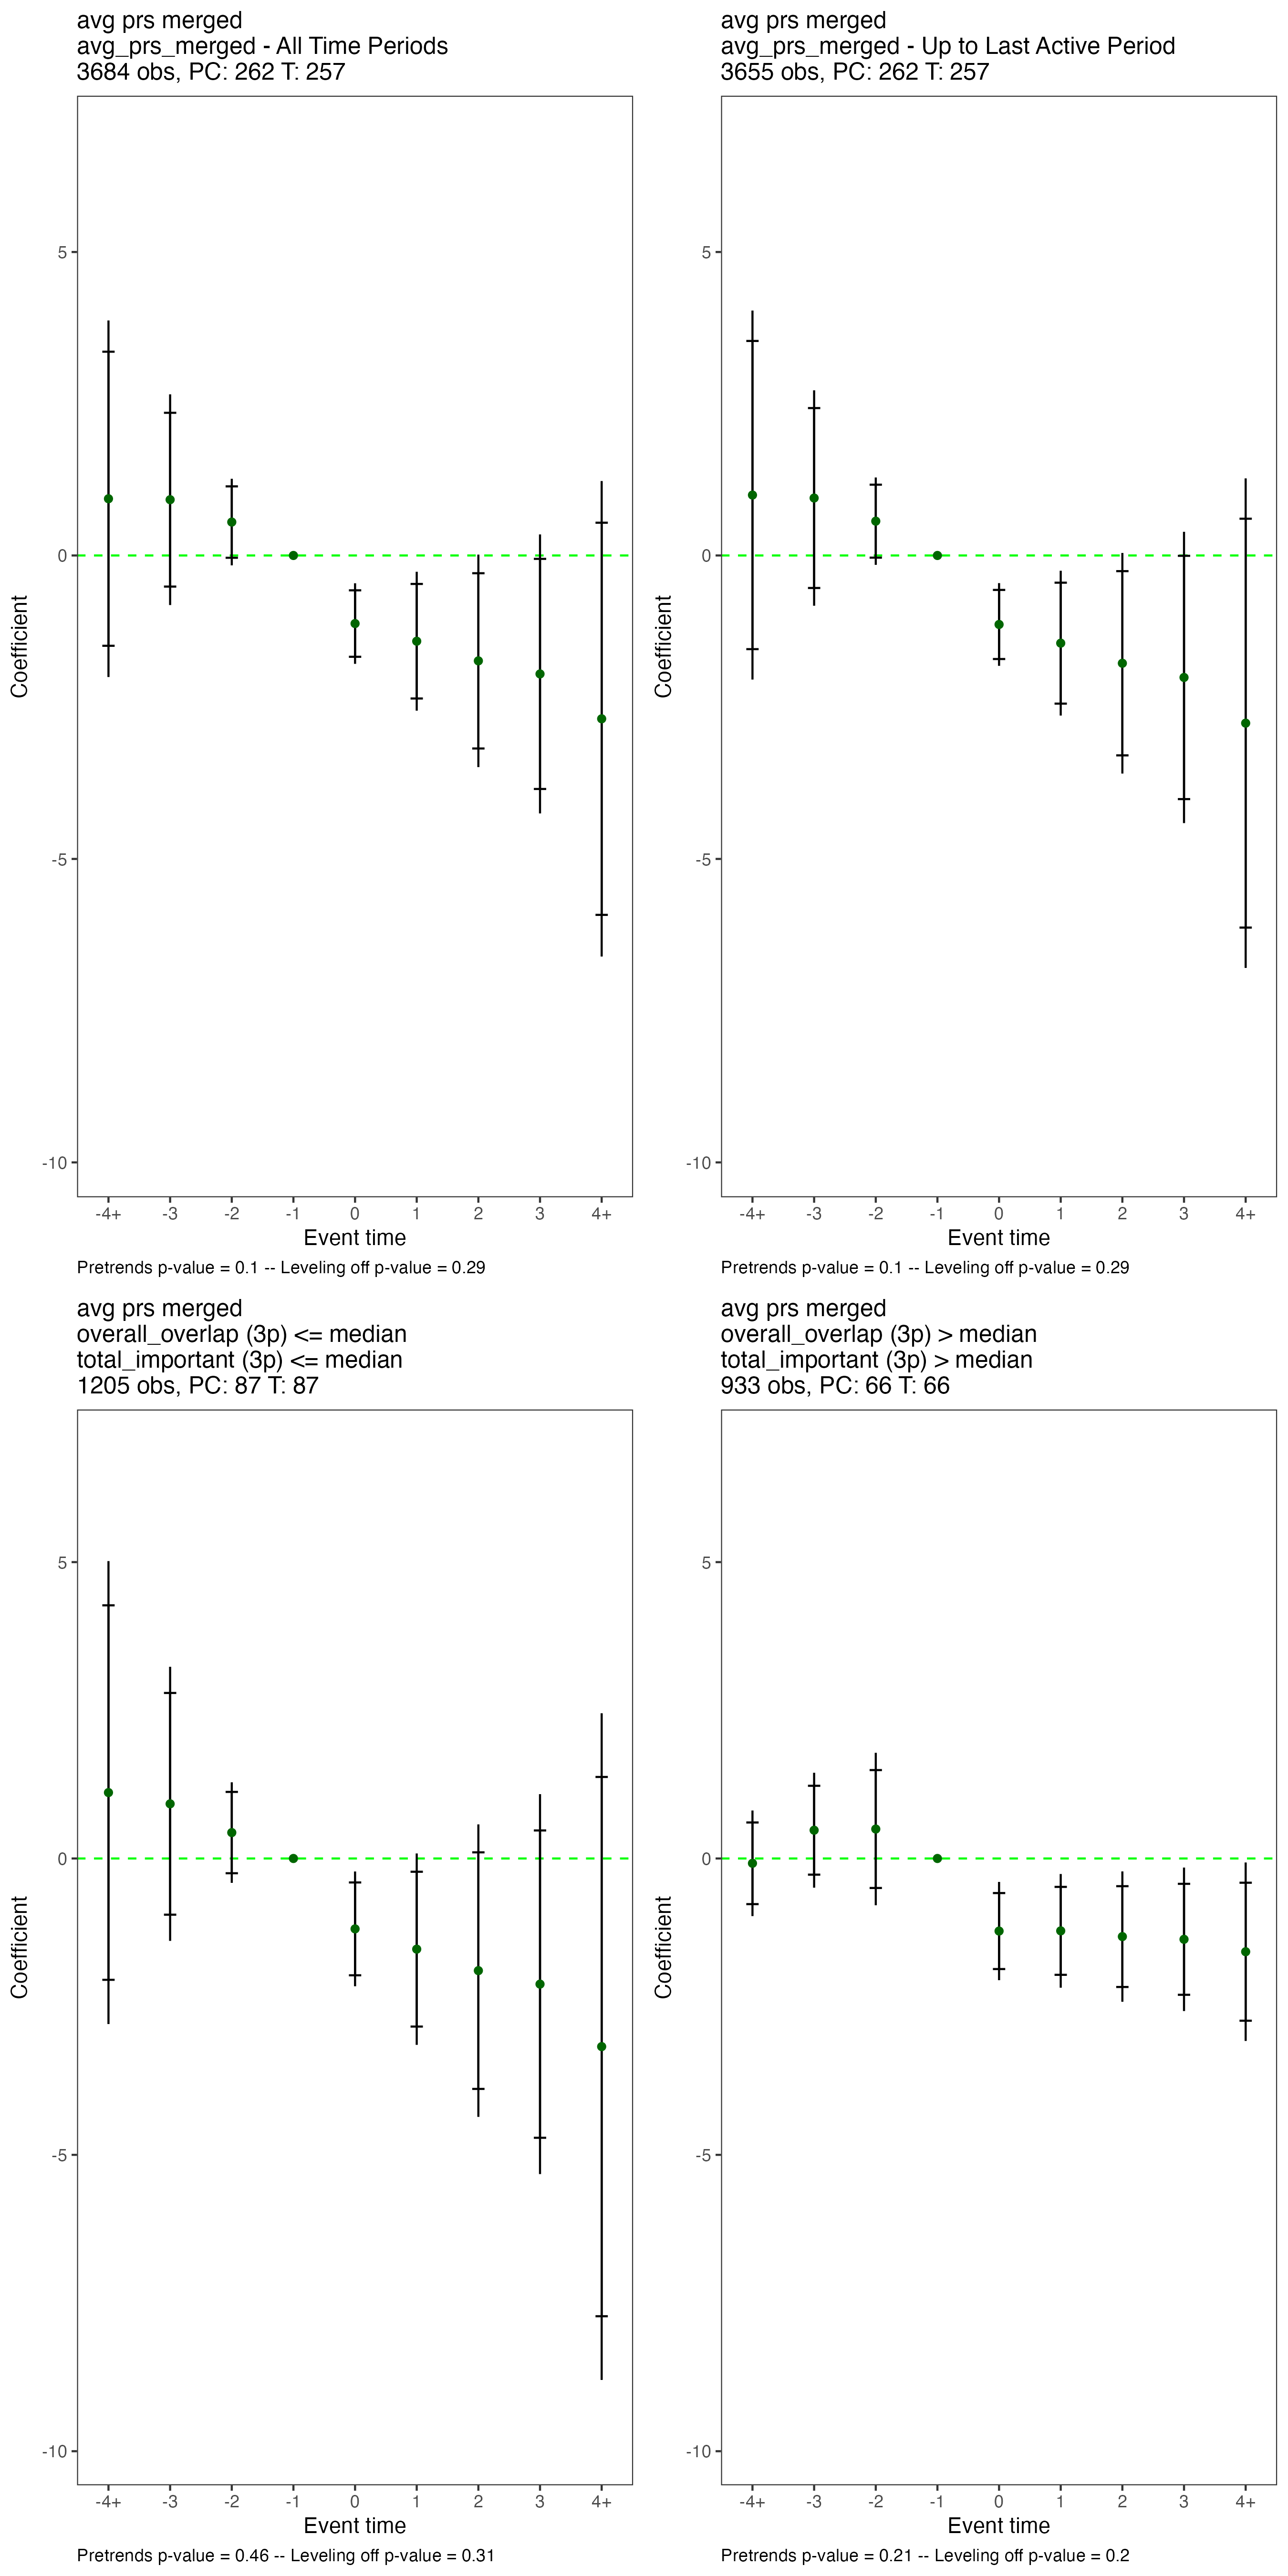 avg prs merged
avg_prs_merged - All Time Periods
3684 obs, PC: 262 T: 257
5
0
-5
-10
Coefficient
-4+ -3 -2 -1 0 1 2 3 4+
Event time
Pretrends p-value = 0.1 -- Leveling off p-value = 0.29
avg prs merged
avg_prs_merged - Up to Last Active Period
3655 obs, PC: 262 T: 257
5
0
-5
-10
Coefficient
-4+ -3 -2 -1 0 1 2 3 4+
Event time
Pretrends p-value = 0.1 -- Leveling off p-value = 0.29
avg prs merged
overall_overlap (3p) <= median
total_important (3p) <= median
1205 obs, PC: 87 T: 87
5
0
-5
-10
Coefficient
-4+ -3 -2 -1 0 1 2 3 4+
Event time
Pretrends p-value = 0.46 -- Leveling off p-value = 0.31
avg prs merged
overall_overlap (3p) > median
total_important (3p) > median
933 obs, PC: 66 T: 66
5
0
-5
-10
Coefficient
-4+ -3 -2 -1 0 1 2 3 4+
Event time
Pretrends p-value = 0.21 -- Leveling off p-value = 0.2